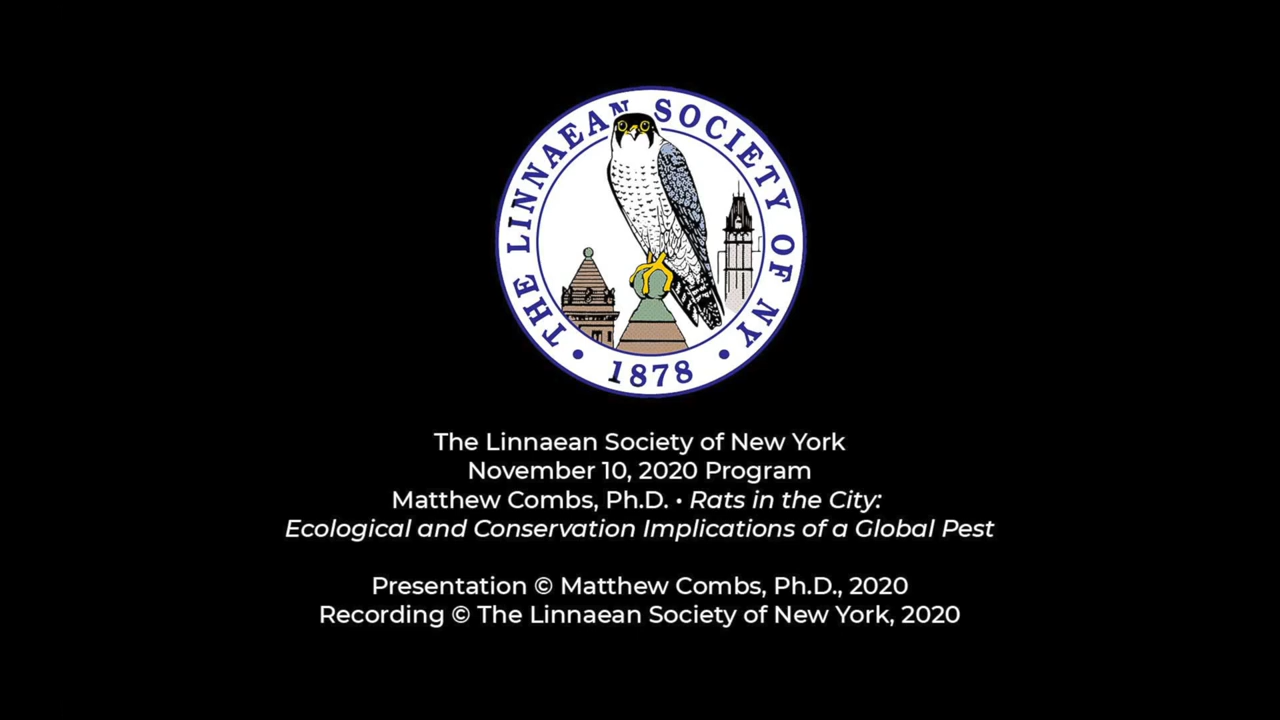 THE LINNAEAN SOCIETY OF NY
• 1878 •
The Linnaean Society of New York
November 10, 2020 Program
Matthew Combs, Ph.D. • Rats in the City:
Ecological and Conservation Implications of a Global Pest
Presentation © Matthew Combs, Ph.D., 2020
Recording © The Linnaean Society of New York, 2020